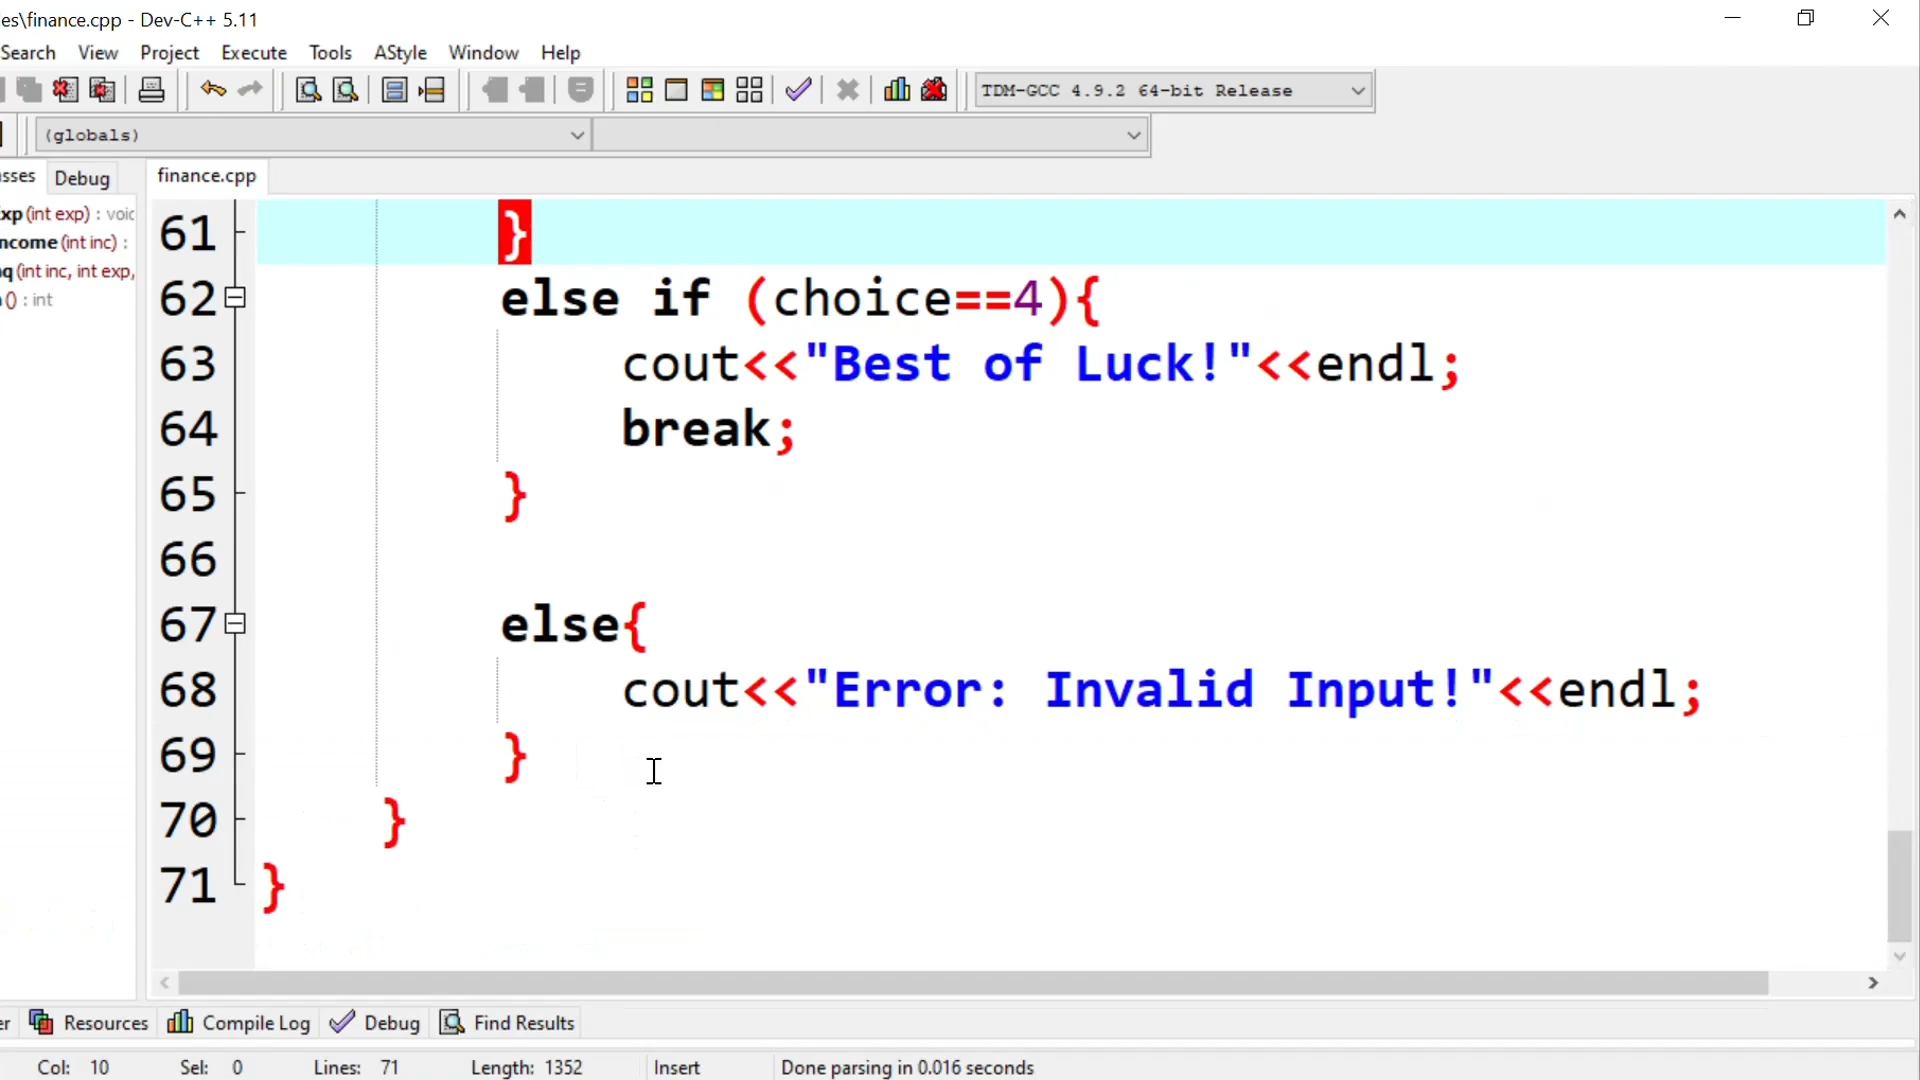 es\finance.cpp - Dev-C++ 5.11
Search View Project Execute Tools AStyle Window Help
TDM-GCC 4.9.2 64-bit Release
(globals)
sses Debug finance.cpp
xp (int exp) : voic
ncome (int inc) :
q (int inc, int exp,
() : int
61 }
62 else if (choice==4){
63 cout<<"Best of Luck!"<<endl;
64 break;
65 }
66
67 else{
68 cout<<"Error: Invalid Input!"<<endl;
69 }
70 }
71 }
er Resources Compile Log Debug Find Results
Col: 10 Sel: 0 Lines: 71 Length: 1352 Insert Done parsing in 0.016 seconds